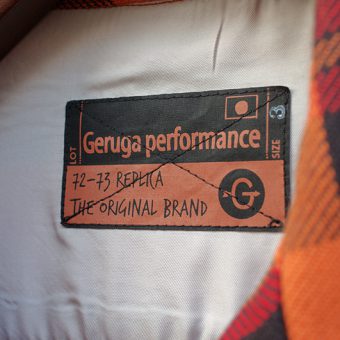 LOT
Geruga performance
SIZE 3
72-73 REPLICA
THE ORIGINAL BRAND
G